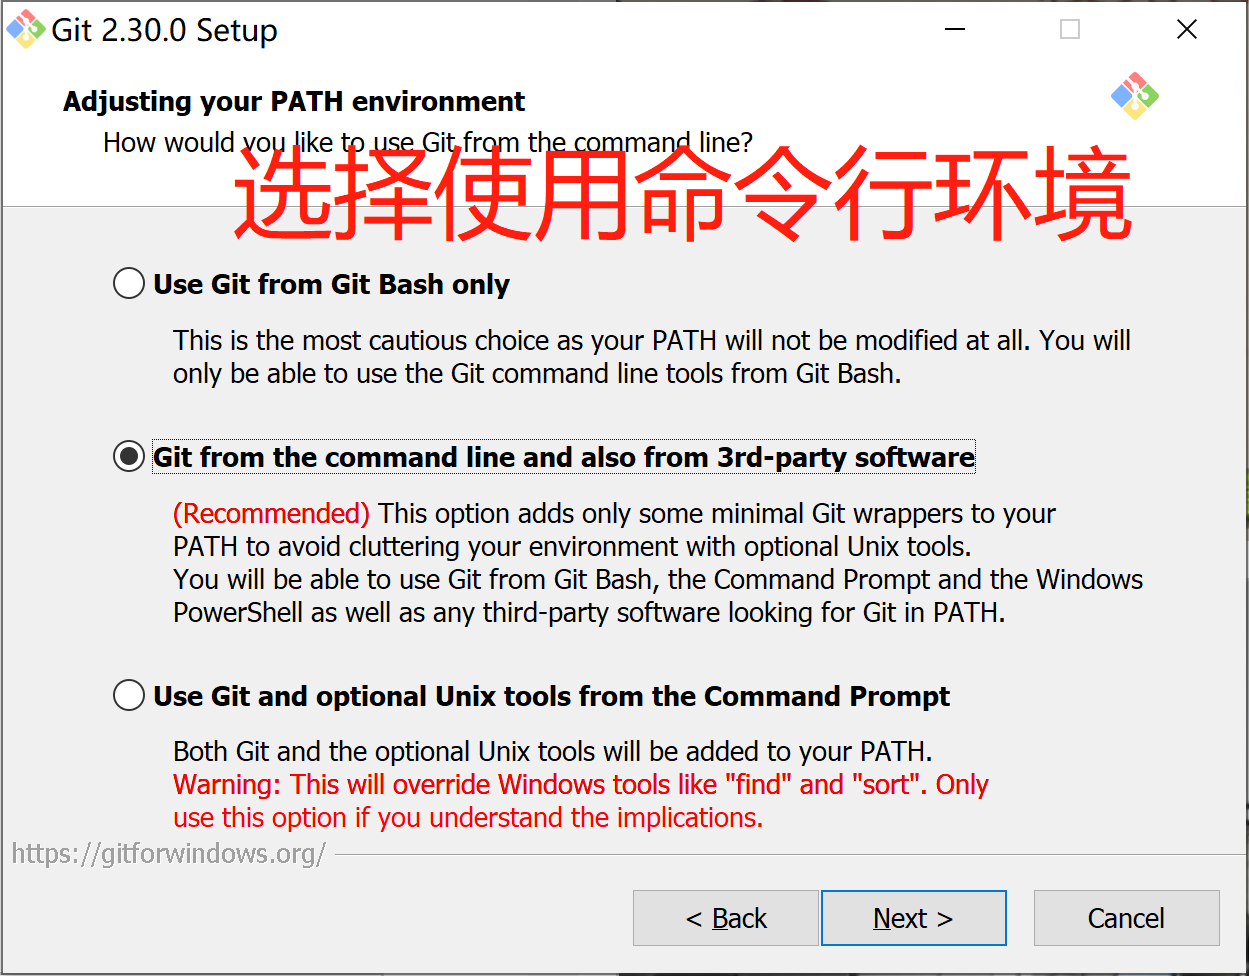 Git 2.30.0 Setup
Adjusting your PATH environment
How would you like to use Git from the command line?
选择使用命令行环境
Use Git from Git Bash only
This is the most cautious choice as your PATH will not be modified at all. You will
only be able to use the Git command line tools from Git Bash.
Git from the command line and also from 3rd-party software
(Recommended) This option adds only some minimal Git wrappers to your
PATH to avoid cluttering your environment with optional Unix tools.
You will be able to use Git from Git Bash, the Command Prompt and the Windows
PowerShell as well as any third-party software looking for Git in PATH.
Use Git and optional Unix tools from the Command Prompt
Both Git and the optional Unix tools will be added to your PATH.
Warning: This will override Windows tools like "find" and "sort". Only
use this option if you understand the implications.
https://gitforwindows.org/
< Back
Next >
Cancel